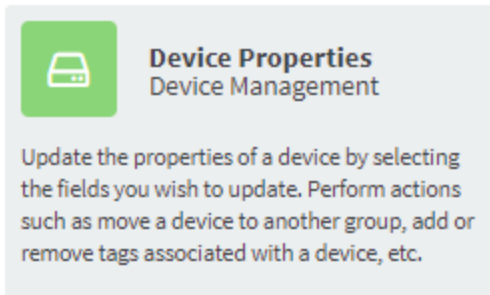 Device Properties
Device Management
Update the properties of a device by selecting
the fields you wish to update. Perform actions
such as move a device to another group, add or
remove tags associated with a device, etc.